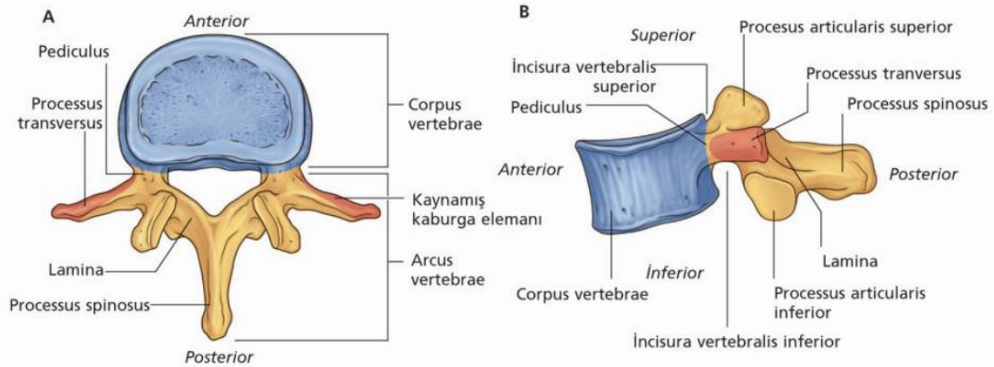 A
Anterior
Pediculus
Processus
transversus
Corpus
vertebrae
Kaynamış
kaburga elemanı
Lamina
Arcus
vertebrae
Processus spinosus
Posterior
B
Superior
Procesus articularis superior
İncisura vertebralis
superior
Processus tranversus
Pediculus
Processus spinosus
Anterior
Posterior
Lamina
İnferior
Corpus vertebrae
Processus articularis
inferior
İncisura vertebralis inferior